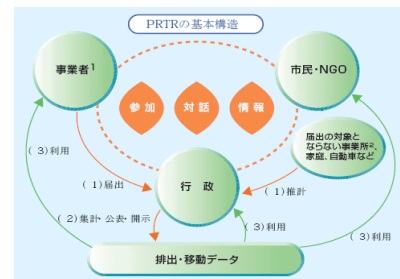 PRTRの基本構造
事業者1
市民・NGO
参加
対話
情報
届出の対象と
ならない事業所2、
家庭、自動車など
(3)利用
(1)届出
行政
(1)推計
(2)集計・公表・開示
(3)利用
(3)利用
排出・移動データ